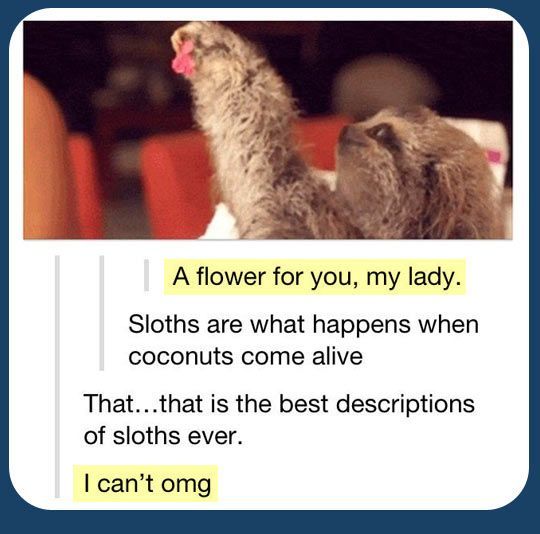 A flower for you, my lady.
Sloths are what happens when
coconuts come alive
That...that is the best descriptions
of sloths ever.
I can't omg